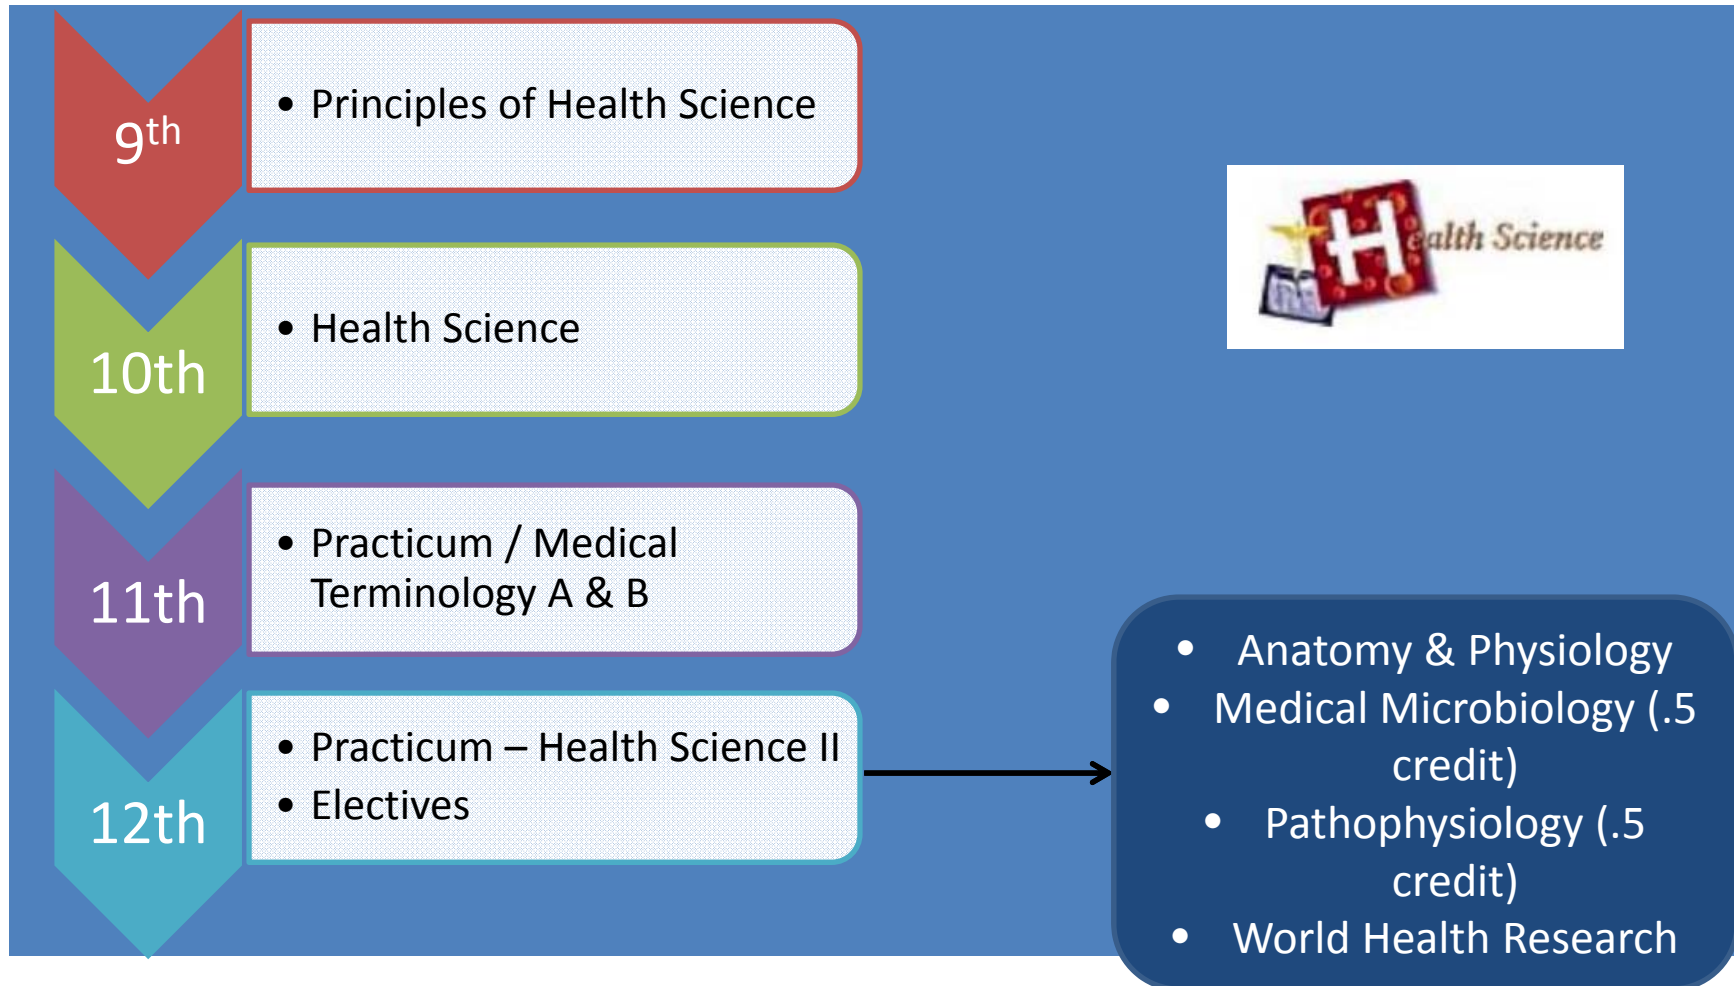 9th
• Principles of Health Science
Health Science
10th
• Health Science
11th
• Practicum / Medical
Terminology A & B
12th
• Practicum – Health Science II
• Electives
• Anatomy & Physiology
• Medical Microbiology (.5
credit)
• Pathophysiology (.5
credit)
• World Health Research